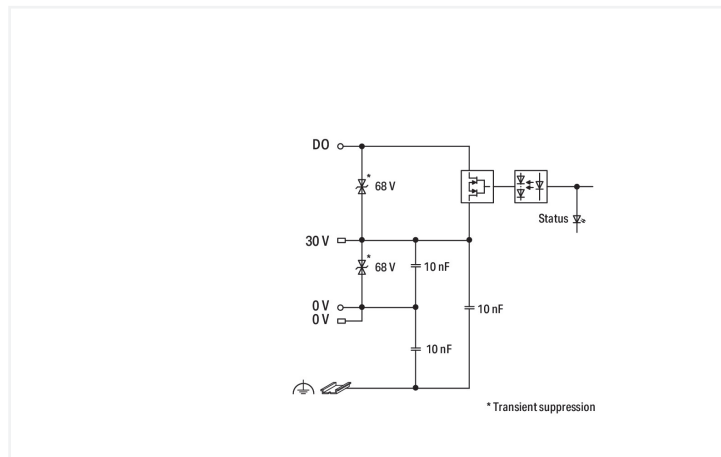 DO
* 68 V
Status
30 V
* 68 V
10 nF
0 V
0 V
10 nF
10 nF
* Transient suppression